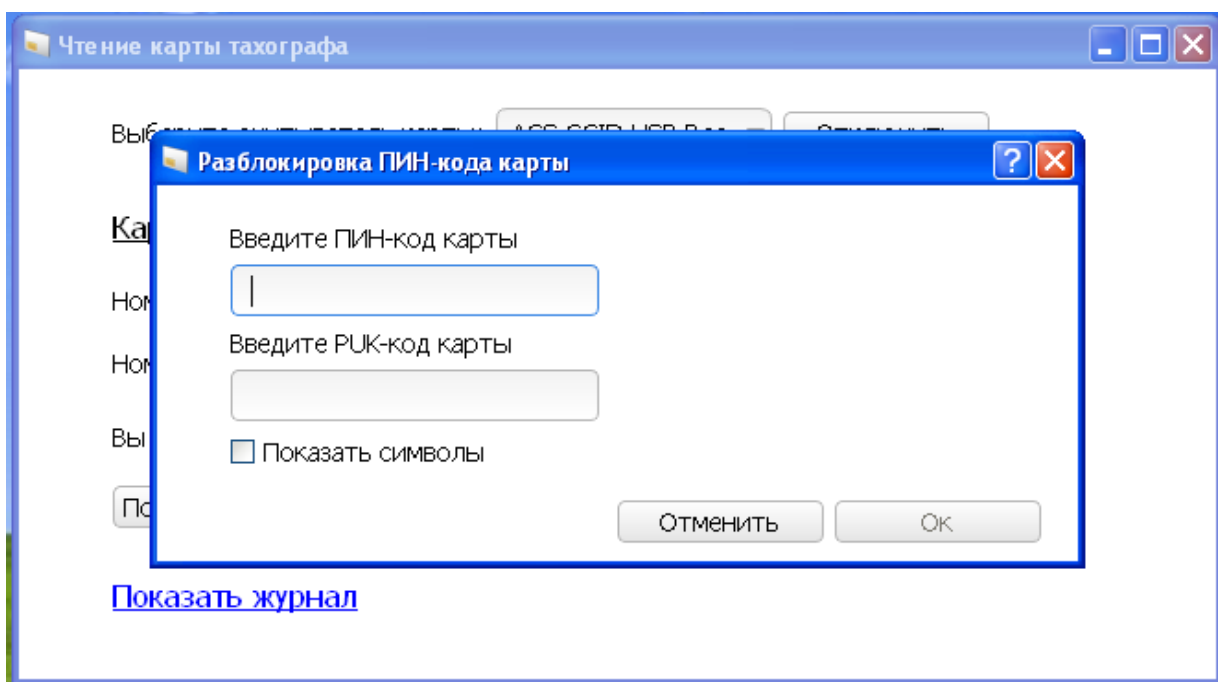 Чтение карты тахографа
Разблокировка ПИН-кода карты
Введите ПИН-код карты
Введите PUK-код карты
Показать символы
Отменить
Ок
Показать журнал